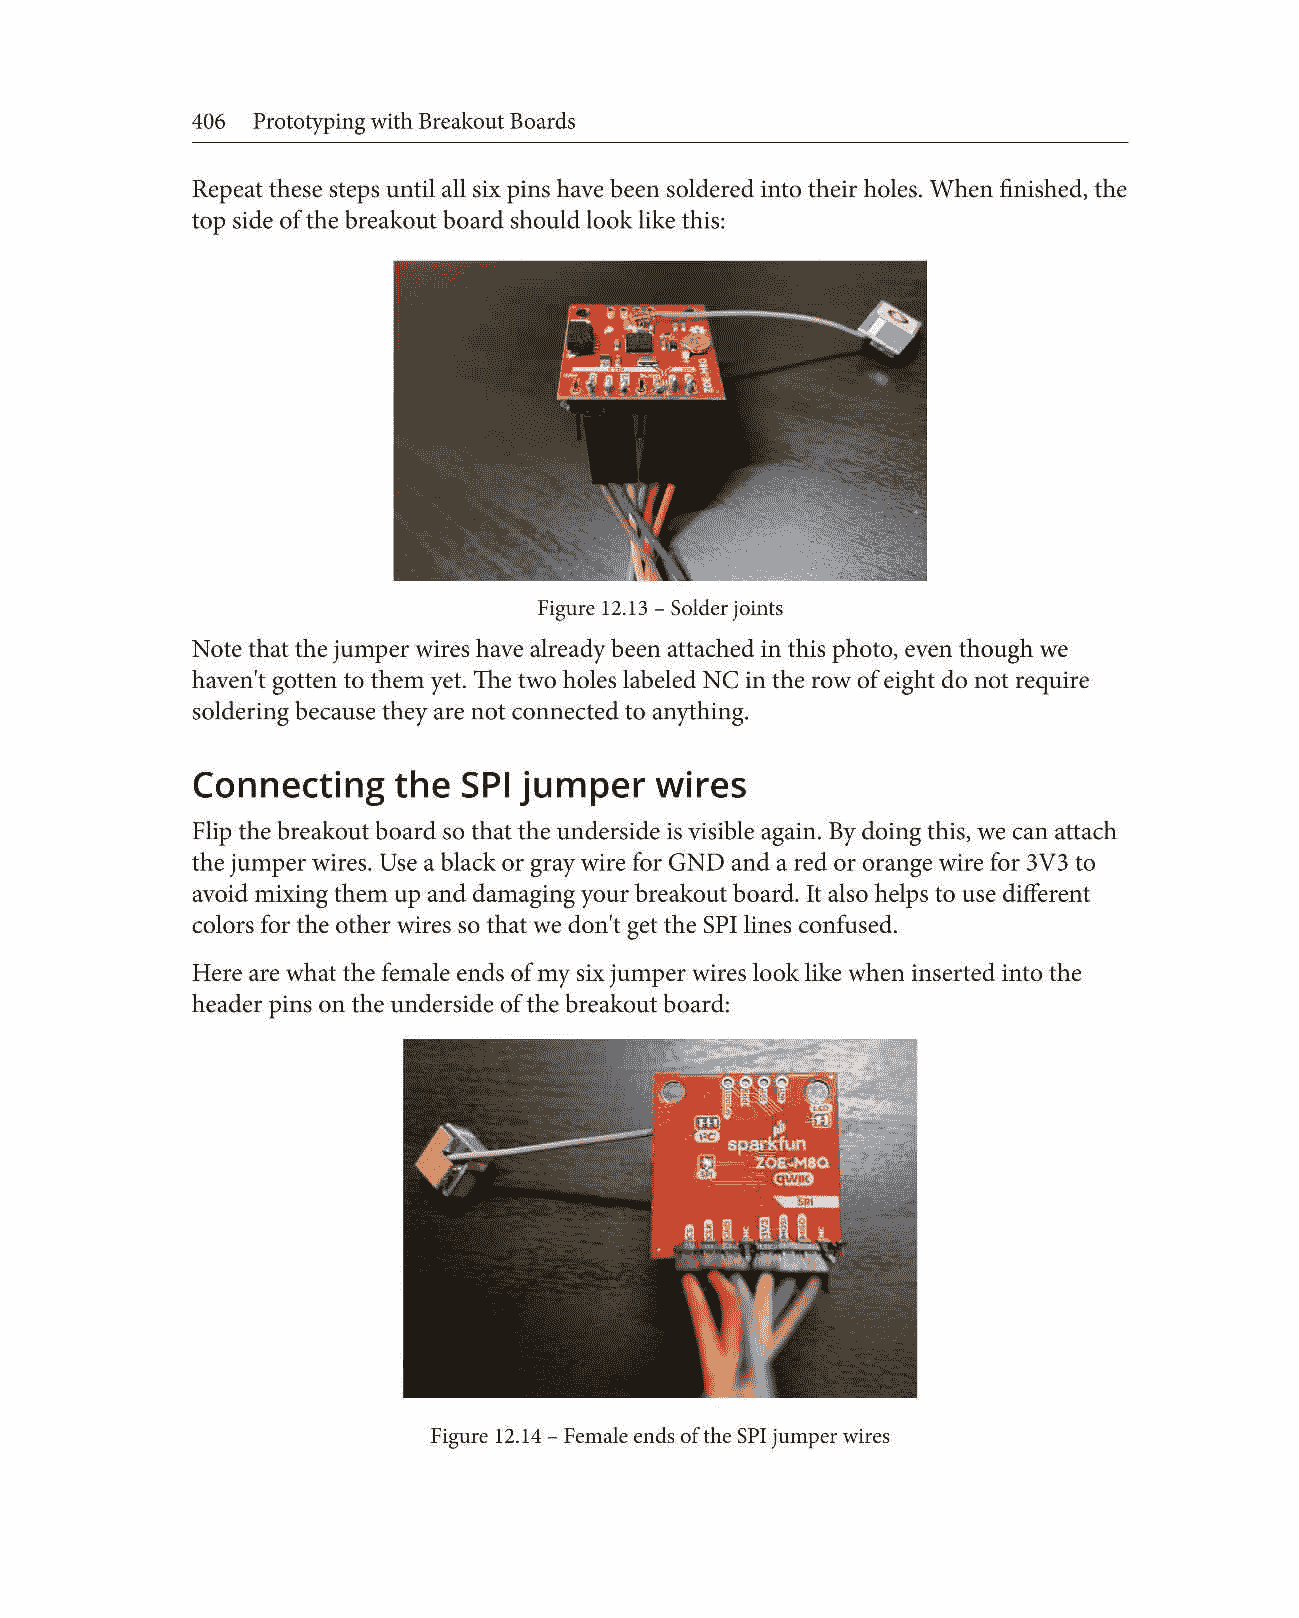 406 Prototyping with Breakout Boards
Repeat these steps until all six pins have been soldered into their holes. When finished, the
top side of the breakout board should look like this:
ZOE-M8Q
Figure 12.13 – Solder joints
Note that the jumper wires have already been attached in this photo, even though we
haven't gotten to them yet. The two holes labeled NC in the row of eight do not require
soldering because they are not connected to anything.
Connecting the SPI jumper wires
Flip the breakout board so that the underside is visible again. By doing this, we can attach
the jumper wires. Use a black or gray wire for GND and a red or orange wire for 3V3 to
avoid mixing them up and damaging your breakout board. It also helps to use different
colors for the other wires so that we don't get the SPI lines confused.
Here are what the female ends of my six jumper wires look like when inserted into the
header pins on the underside of the breakout board:
I²C
sparkfun
ZOE-M8Q
SPI
QWIIC
SPI
3V3
Figure 12.14 – Female ends of the SPI jumper wires